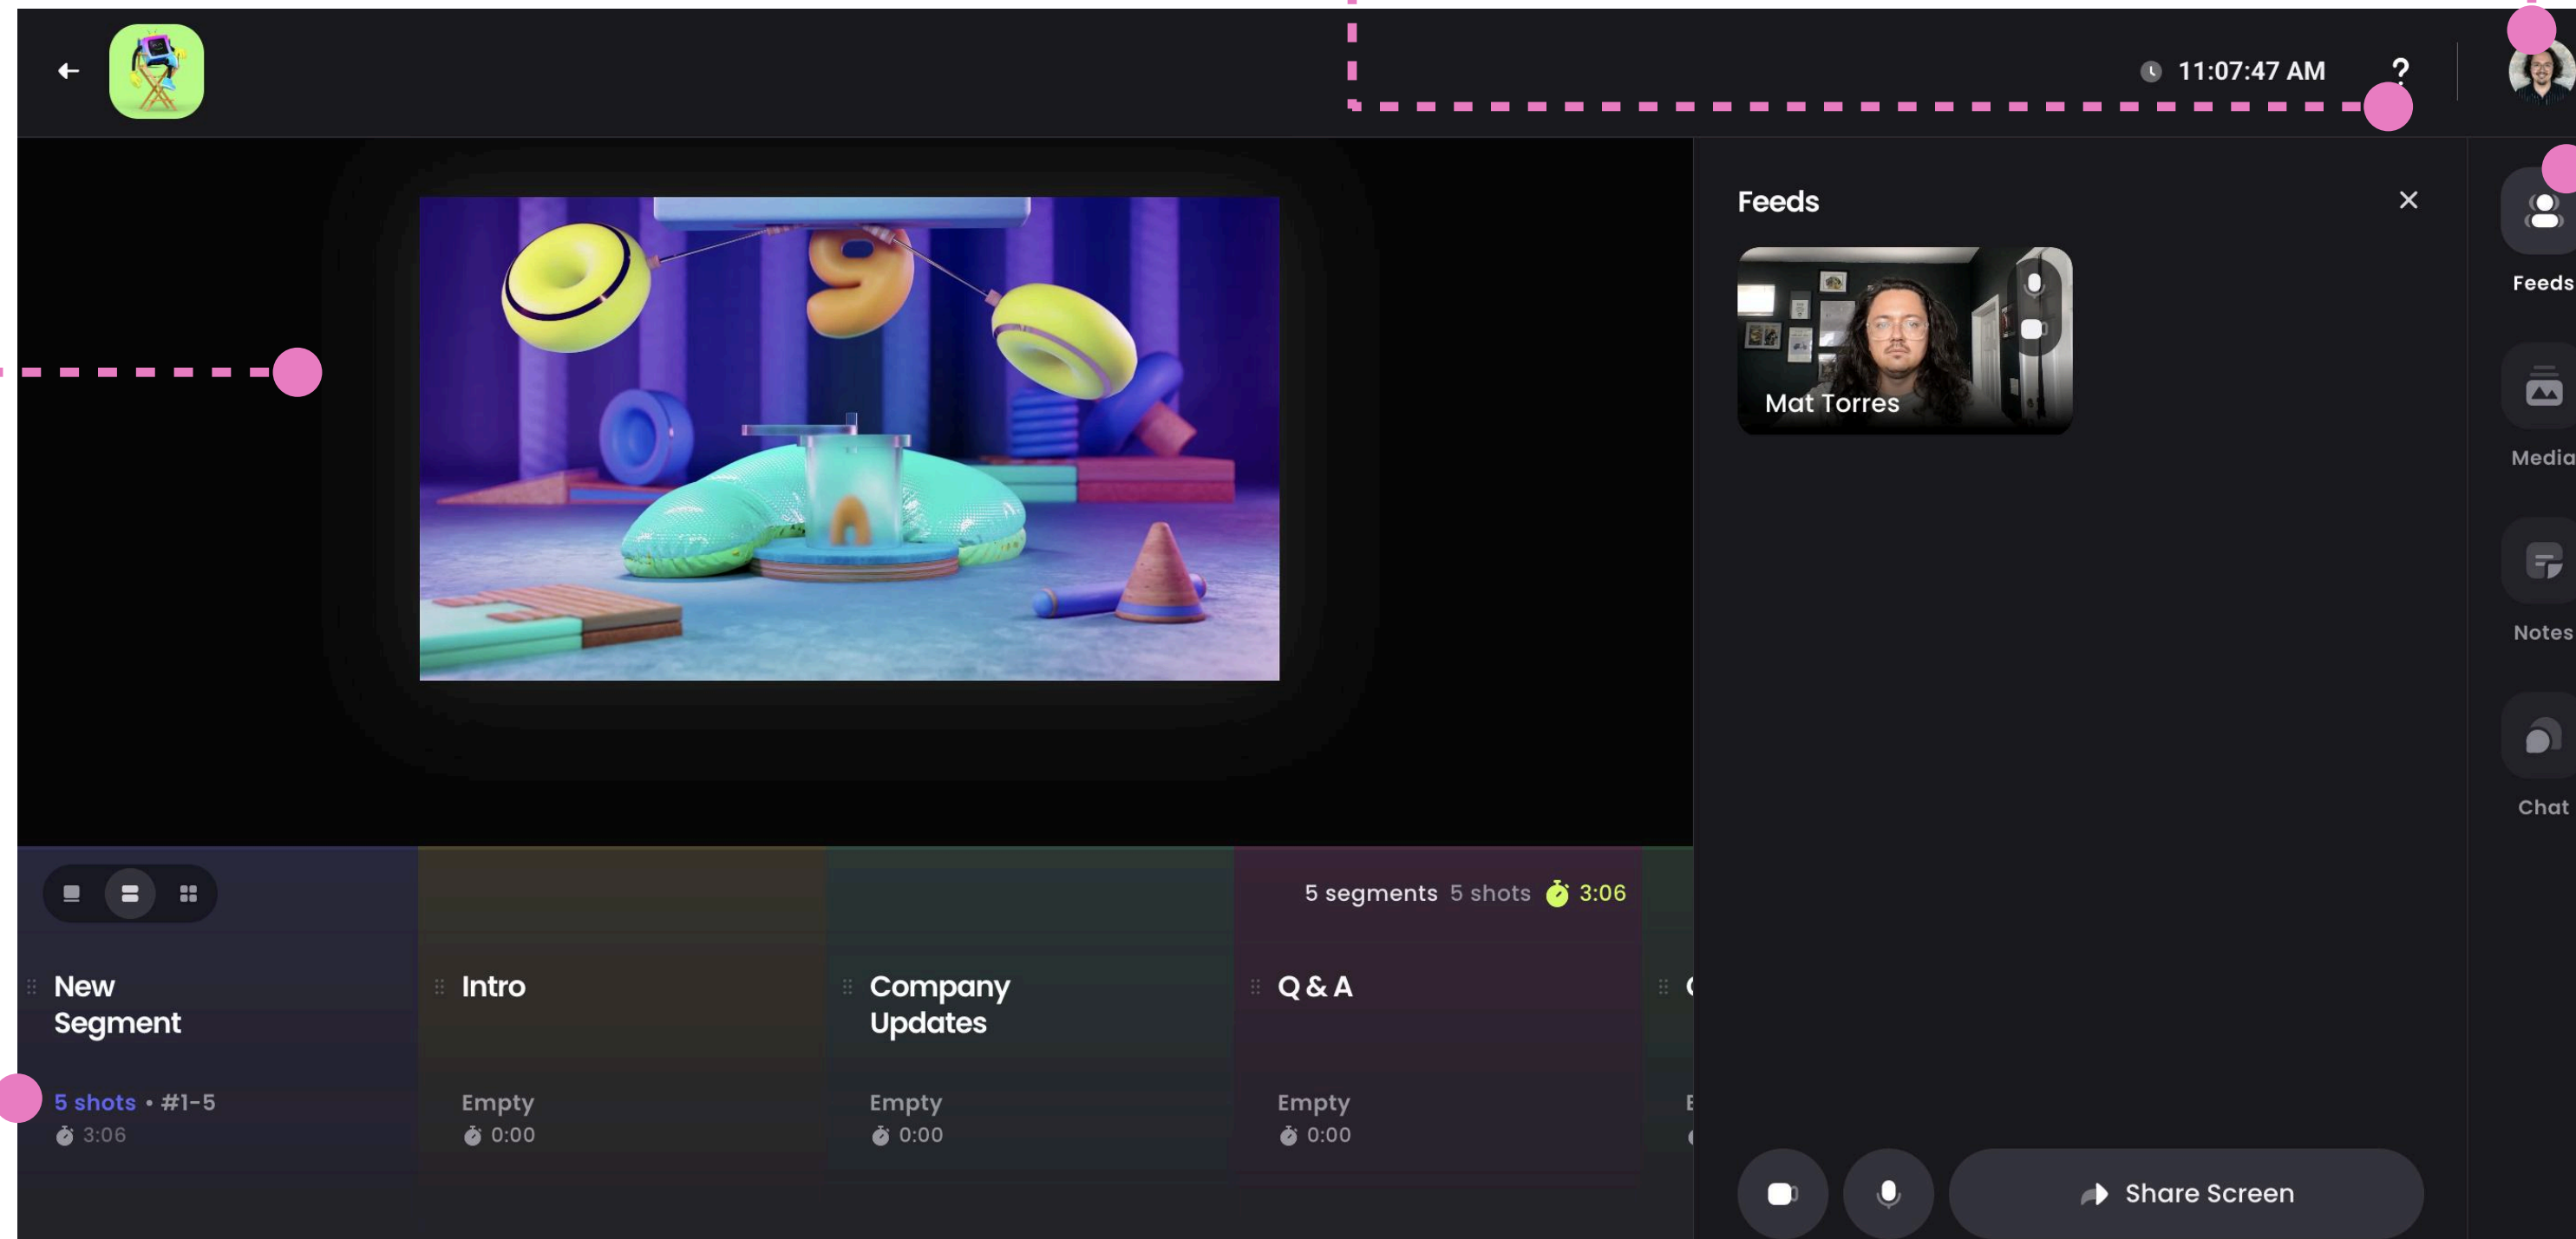 11:07:47 AM
?
Feeds
Mat Torres
Feeds
Media
Notes
Chat
5 segments 5 shots 3:06
New
Segment
5 shots • #1-5
3:06
Intro
Empty
0:00
Company
Updates
Empty
0:00
Q & A
Empty
0:00
Share Screen